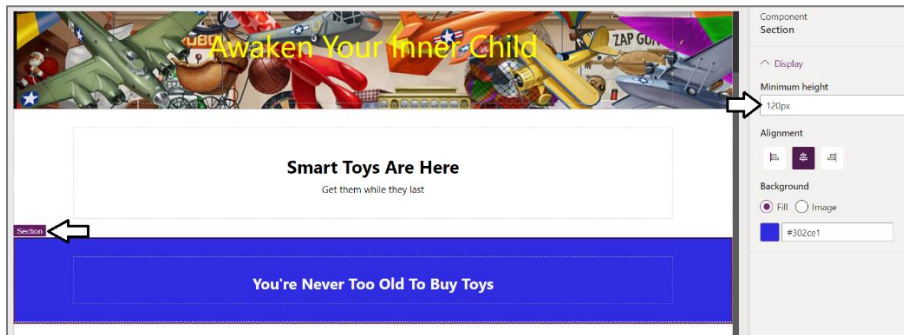 Awaken Your Inner Child
ZAP GUN
Smart Toys Are Here
Get them while they last
Section
You're Never Too Old To Buy Toys
Component
Section
Display
Minimum height
120px
Alignment
Background
Fill
Image
#302ce1